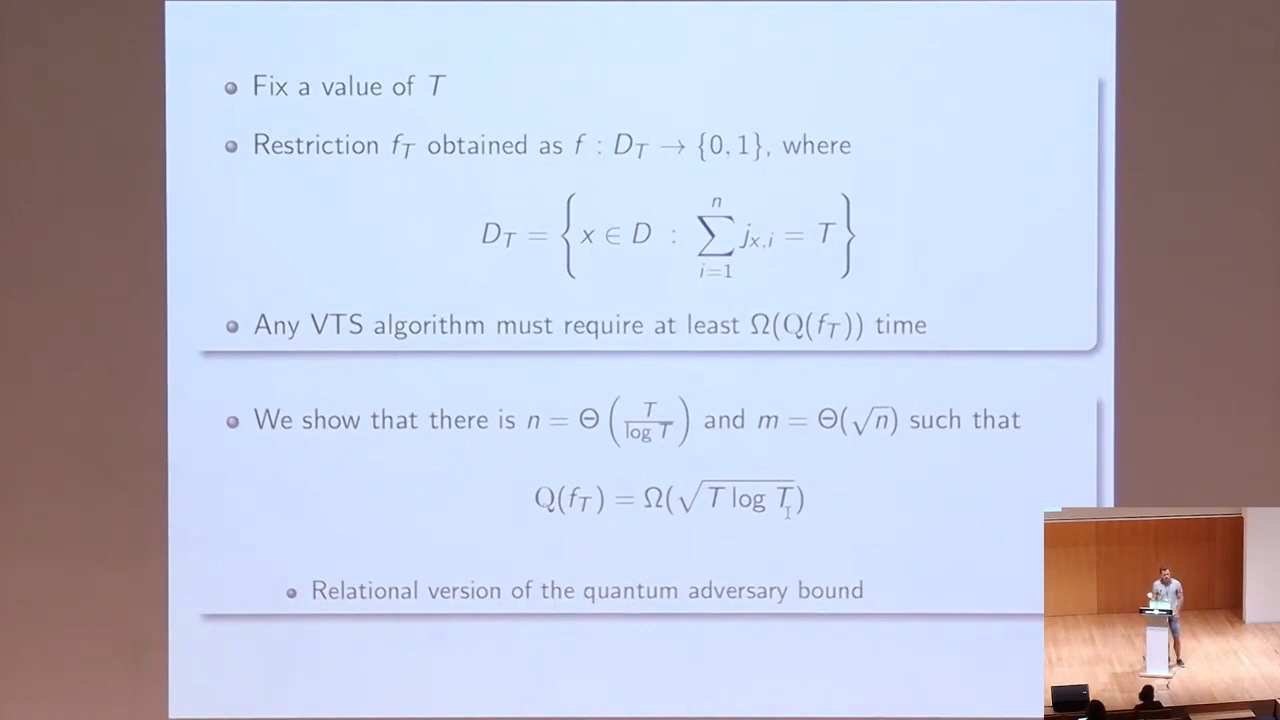 Fix a value of T
Restriction f_T obtained as f : D_T → {0, 1}, where
D_T = { x ∈ D : ∑_{i=1}^{n} j_{x,i} = T }
Any VTS algorithm must require at least Ω(Q(f_T)) time
We show that there is n = Θ(T / log T) and m = Θ(√n) such that
Q(f_T) = Ω(√(T log T))
Relational version of the quantum adversary bound